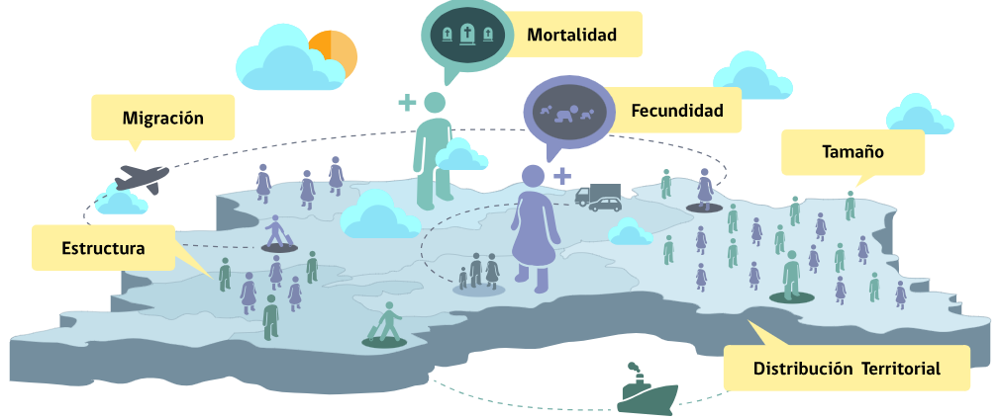 Mortalidad
Fecundidad
Migración
Tamaño
Estructura
Distribución Territorial